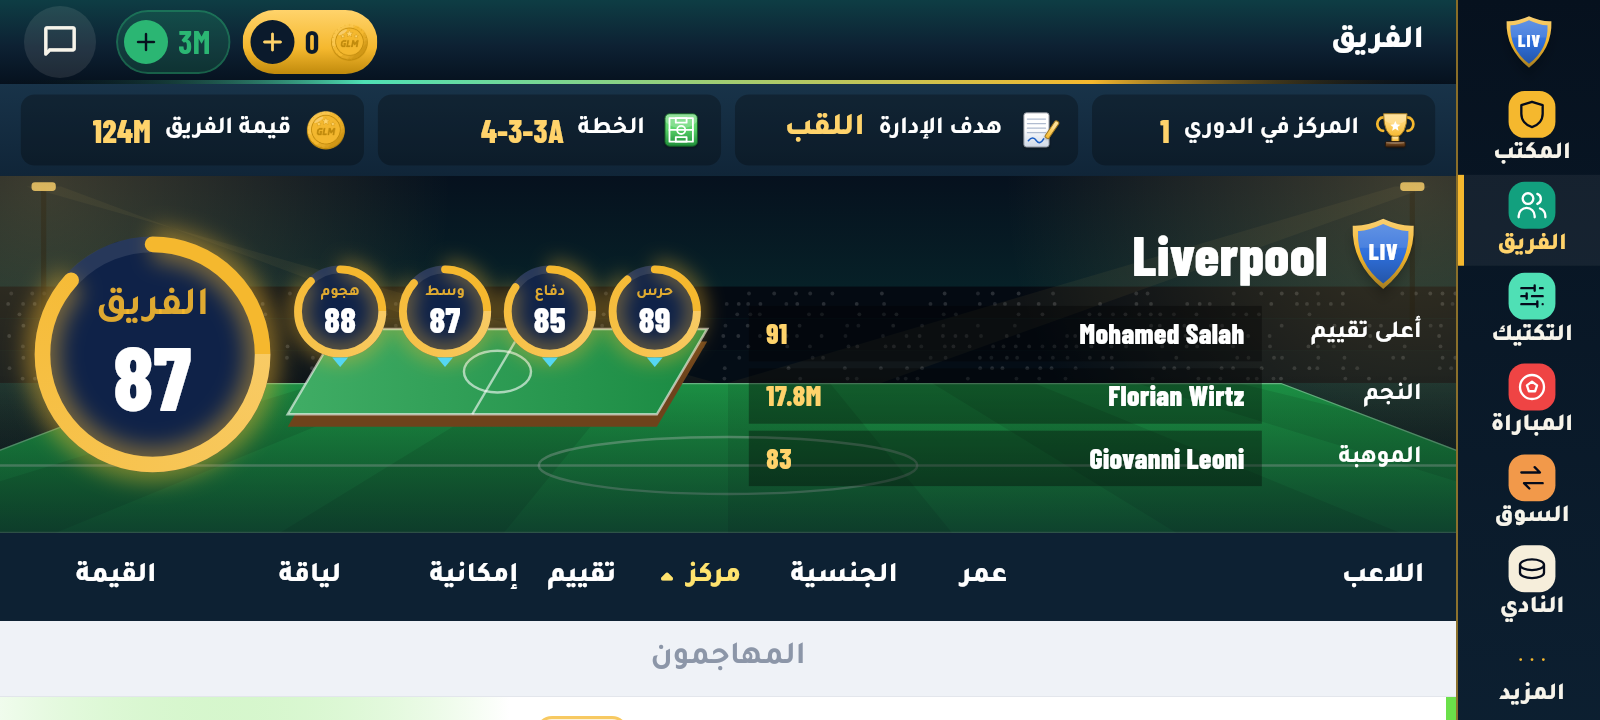 LIV
المكتب
الفريق
التكتيك
المباراة
السوق
النادي
المزيد
الفريق
GLM 0
3M
المركز في الدوري 1
هدف الإدارة اللقب
الخطة 4-3-3A
GLM قيمة الفريق 124M
LIV Liverpool
أعلى تقييم Mohamed Salah 91
النجم Florian Wirtz 17.8M
الموهبة Giovanni Leoni 83
حرس 89
دفاع 85
وسط 87
هجوم 88
الفريق 87
اللاعب عمر الجنسية مركز تقييم إمكانية لياقة القيمة
المهاجمون